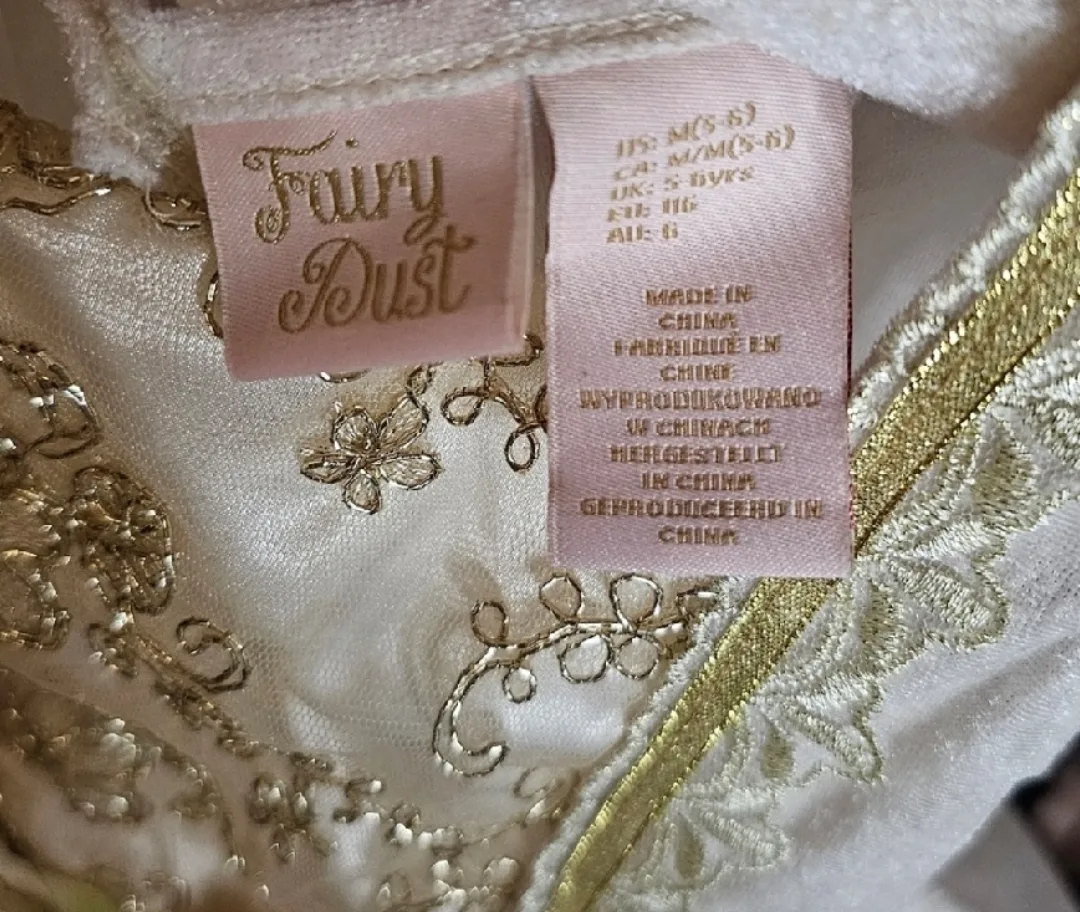 Fairy
Dust
US: M(5-6)
CA: M/M(5-6)
UK: 5-6yrs
EU: 116
AU: 6
MADE IN
CHINA
FABRIQUÉ EN
CHINE
WYPRODUKOWANO
W CHINACH
HERGESTELLT
IN CHINA
GEPRODUCEERD IN
CHINA